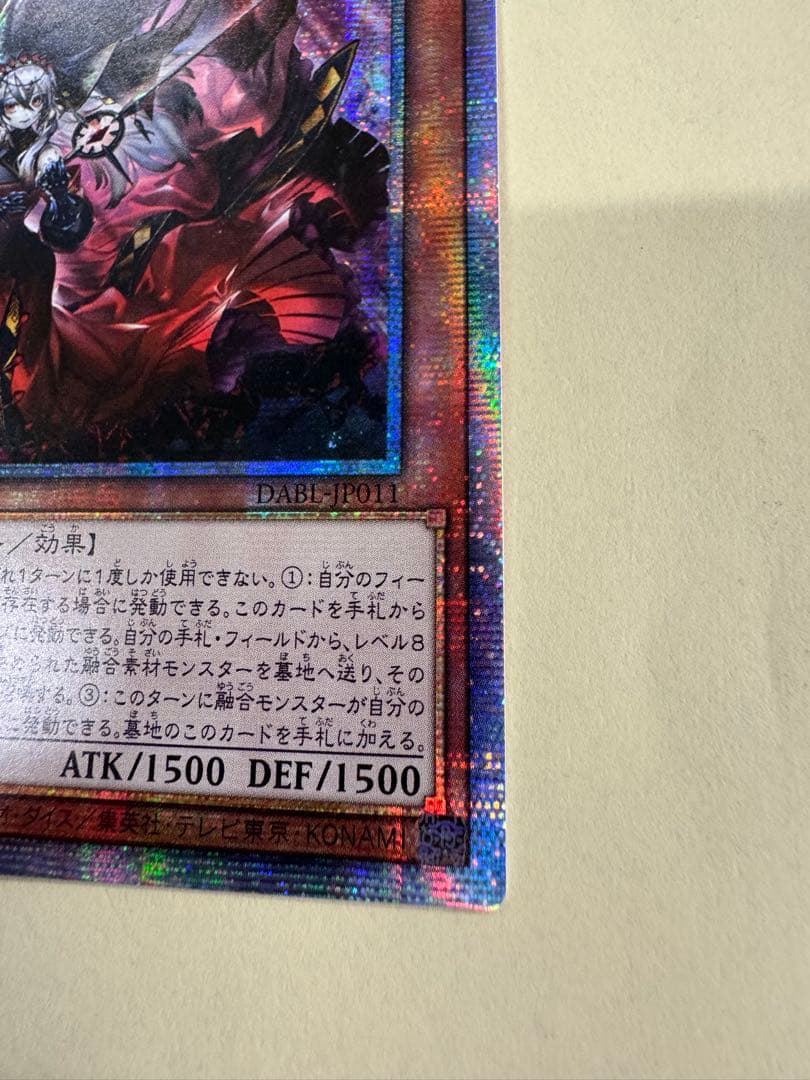 DABL-JP011
／効果】
れ1ターンに1度しか使用できない。①：自分のフィー
存在する場合に発動できる。このカードを手札から
に発動できる。自分の手札・フィールドから、レベル8
められた融合素材モンスターを墓地へ送り、その
する。③：このターンに融合モンスターが自分の
に発動できる。墓地のこのカードを手札に加える。
ATK/1500 DEF/1500
オ・ダイス／集英社・テレビ東京・KONAMI